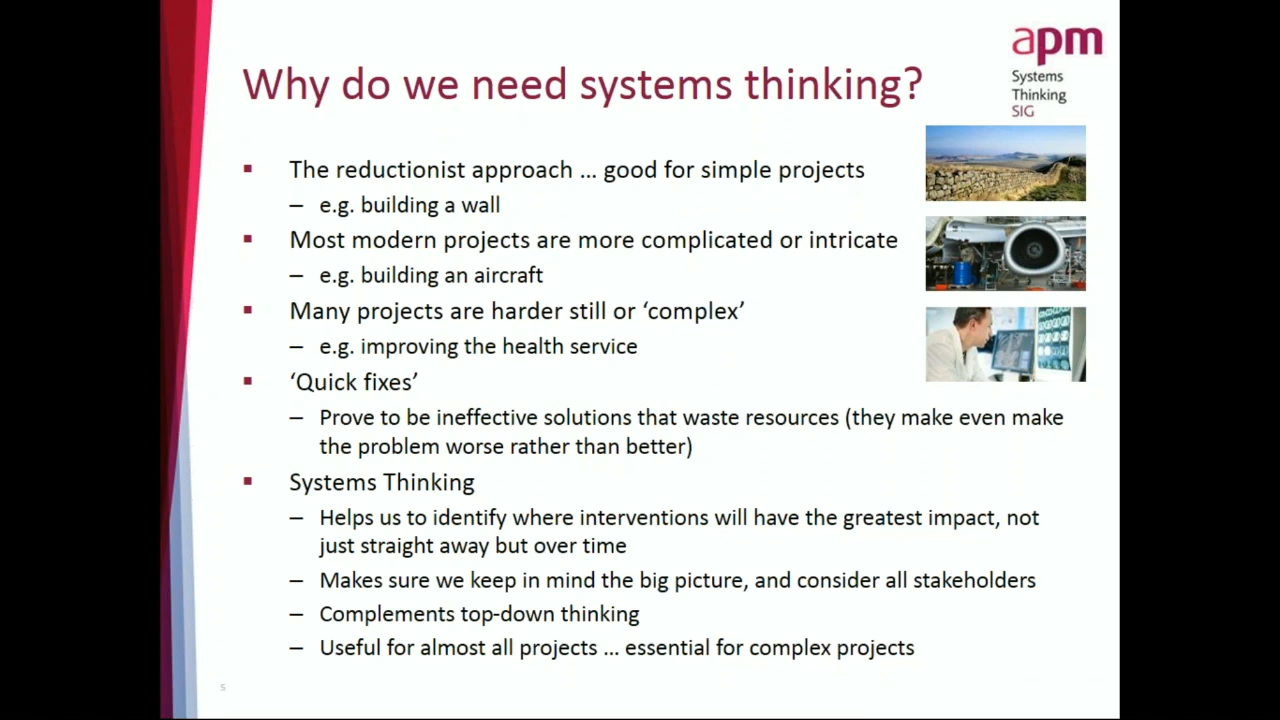 apm
Systems
Thinking
SIG
Why do we need systems thinking?
▪ The reductionist approach ... good for simple projects
– e.g. building a wall
▪ Most modern projects are more complicated or intricate
– e.g. building an aircraft
▪ Many projects are harder still or ‘complex’
– e.g. improving the health service
▪ ‘Quick fixes’
– Prove to be ineffective solutions that waste resources (they make even make
the problem worse rather than better)
▪ Systems Thinking
– Helps us to identify where interventions will have the greatest impact, not
just straight away but over time
– Makes sure we keep in mind the big picture, and consider all stakeholders
– Complements top-down thinking
– Useful for almost all projects ... essential for complex projects
5